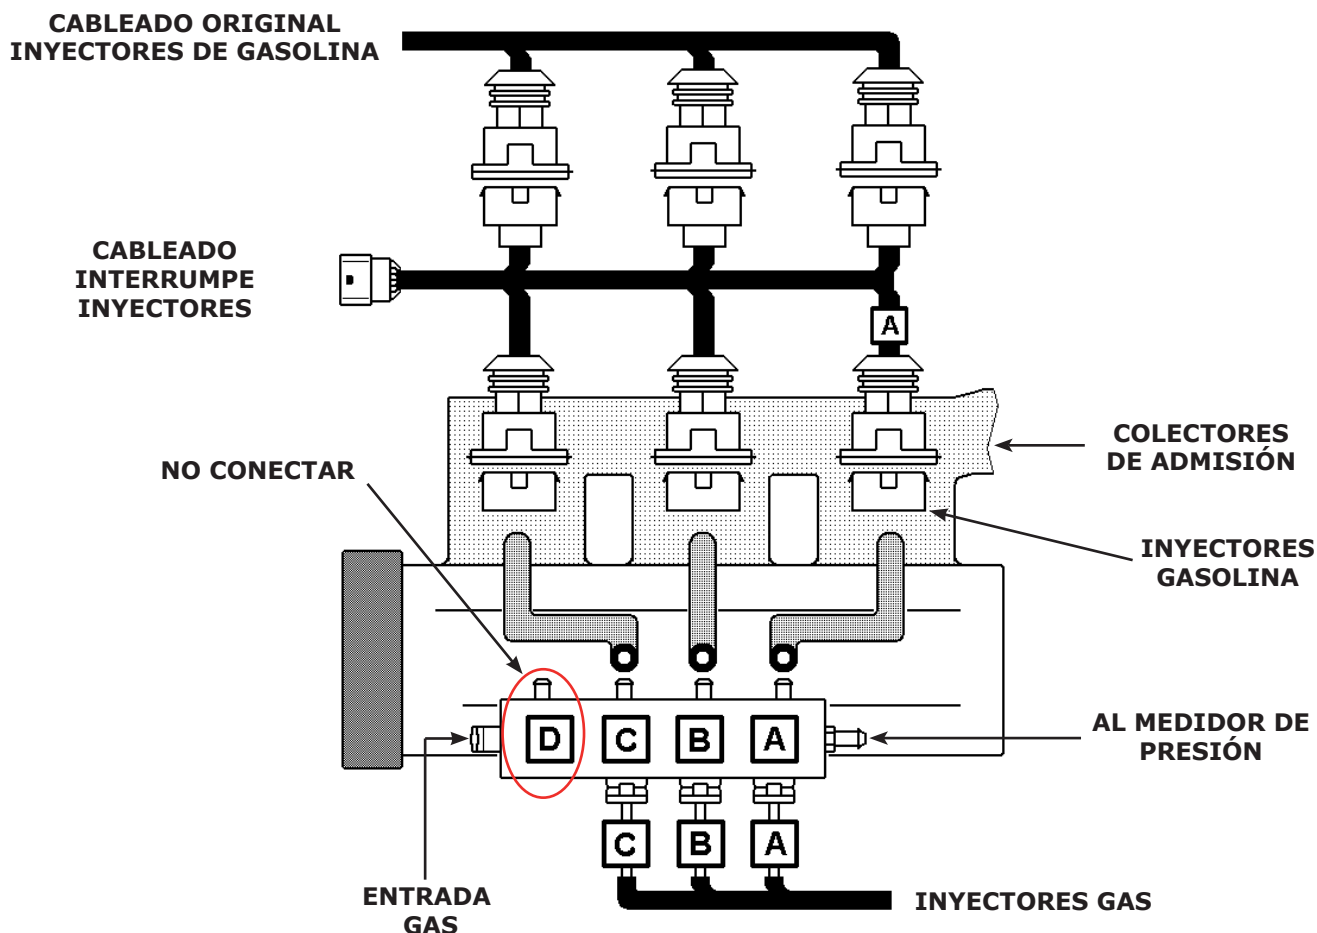 CABLEADO ORIGINAL
INYECTORES DE GASOLINA
CABLEADO
INTERRUMPE
INYECTORES
A
COLECTORES
DE ADMISIÓN
NO CONECTAR
INYECTORES
GASOLINA
D C B A
AL MEDIDOR DE
PRESIÓN
C B A
ENTRADA
GAS
INYECTORES GAS